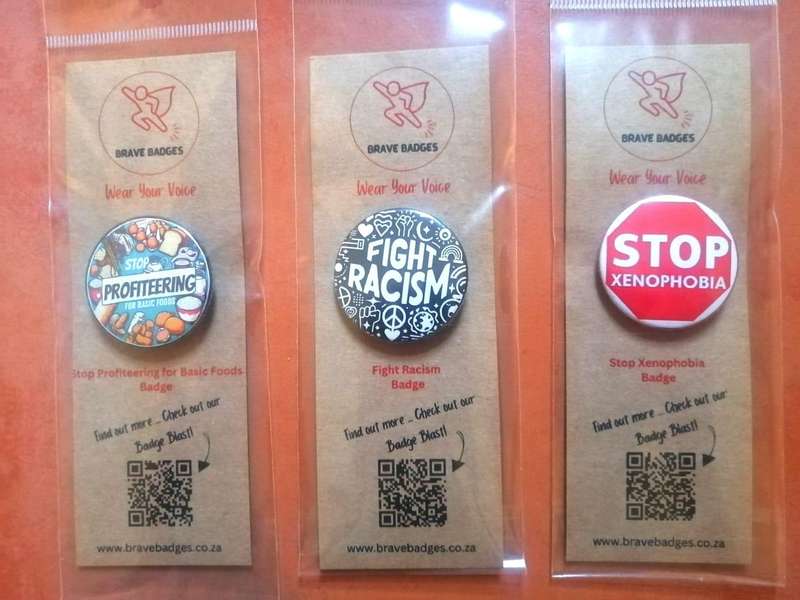 BRAVE BADGES
Wear Your Voice
STOP
PROFITEERING
FOR BASIC FOODS
Stop Profiteering for Basic Foods
Badge
Find out more ... Check out our
Badge Blast!
www.bravebadges.co.za
BRAVE BADGES
Wear Your Voice
FIGHT
RACISM
Fight Racism
Badge
Find out more ... Check out our
Badge Blast!
www.bravebadges.co.za
BRAVE BADGES
Wear Your Voice
STOP
XENOPHOBIA
Stop Xenophobia
Badge
Find out more ... Check out our
Badge Blast!
www.bravebadges.co.za